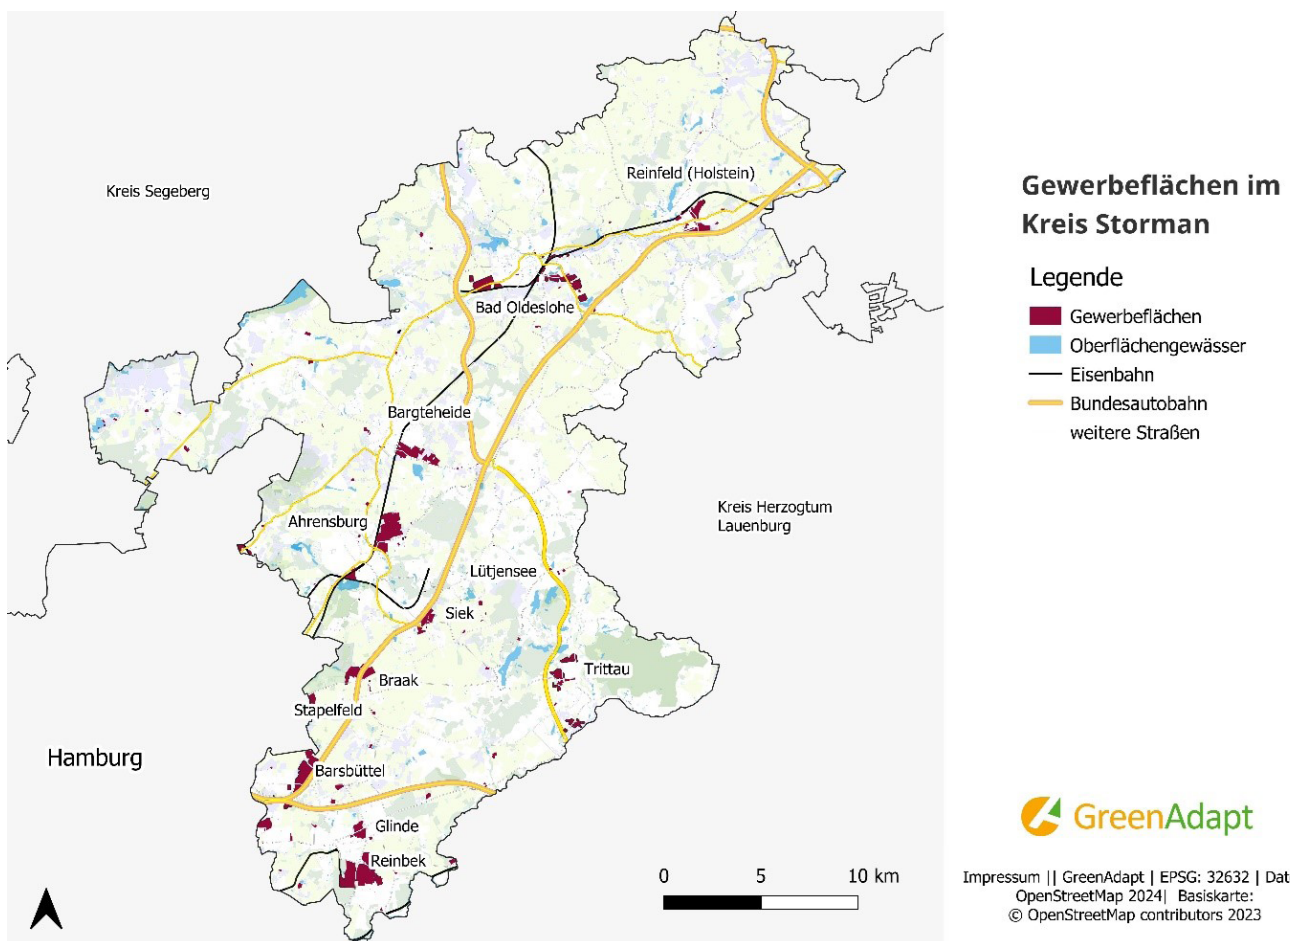 Reinfeld (Holstein)
Kreis Segeberg
Bad Oldeslohe
Bargteheide
Kreis Herzogtum
Lauenburg
Ahrensburg
Lütjensee
Siek
Trittau
Braak
Stapelfeld
Hamburg
Barsbüttel
Glinde
Reinbek
0 5 10 km
Gewerbeflächen im
Kreis Storman
Legende
Gewerbeflächen
Oberflächengewässer
Eisenbahn
Bundesautobahn
weitere Straßen
GreenAdapt
Impressum || GreenAdapt | EPSG: 32632 | Dat
OpenStreetMap 2024| Basiskarte:
© OpenStreetMap contributors 2023